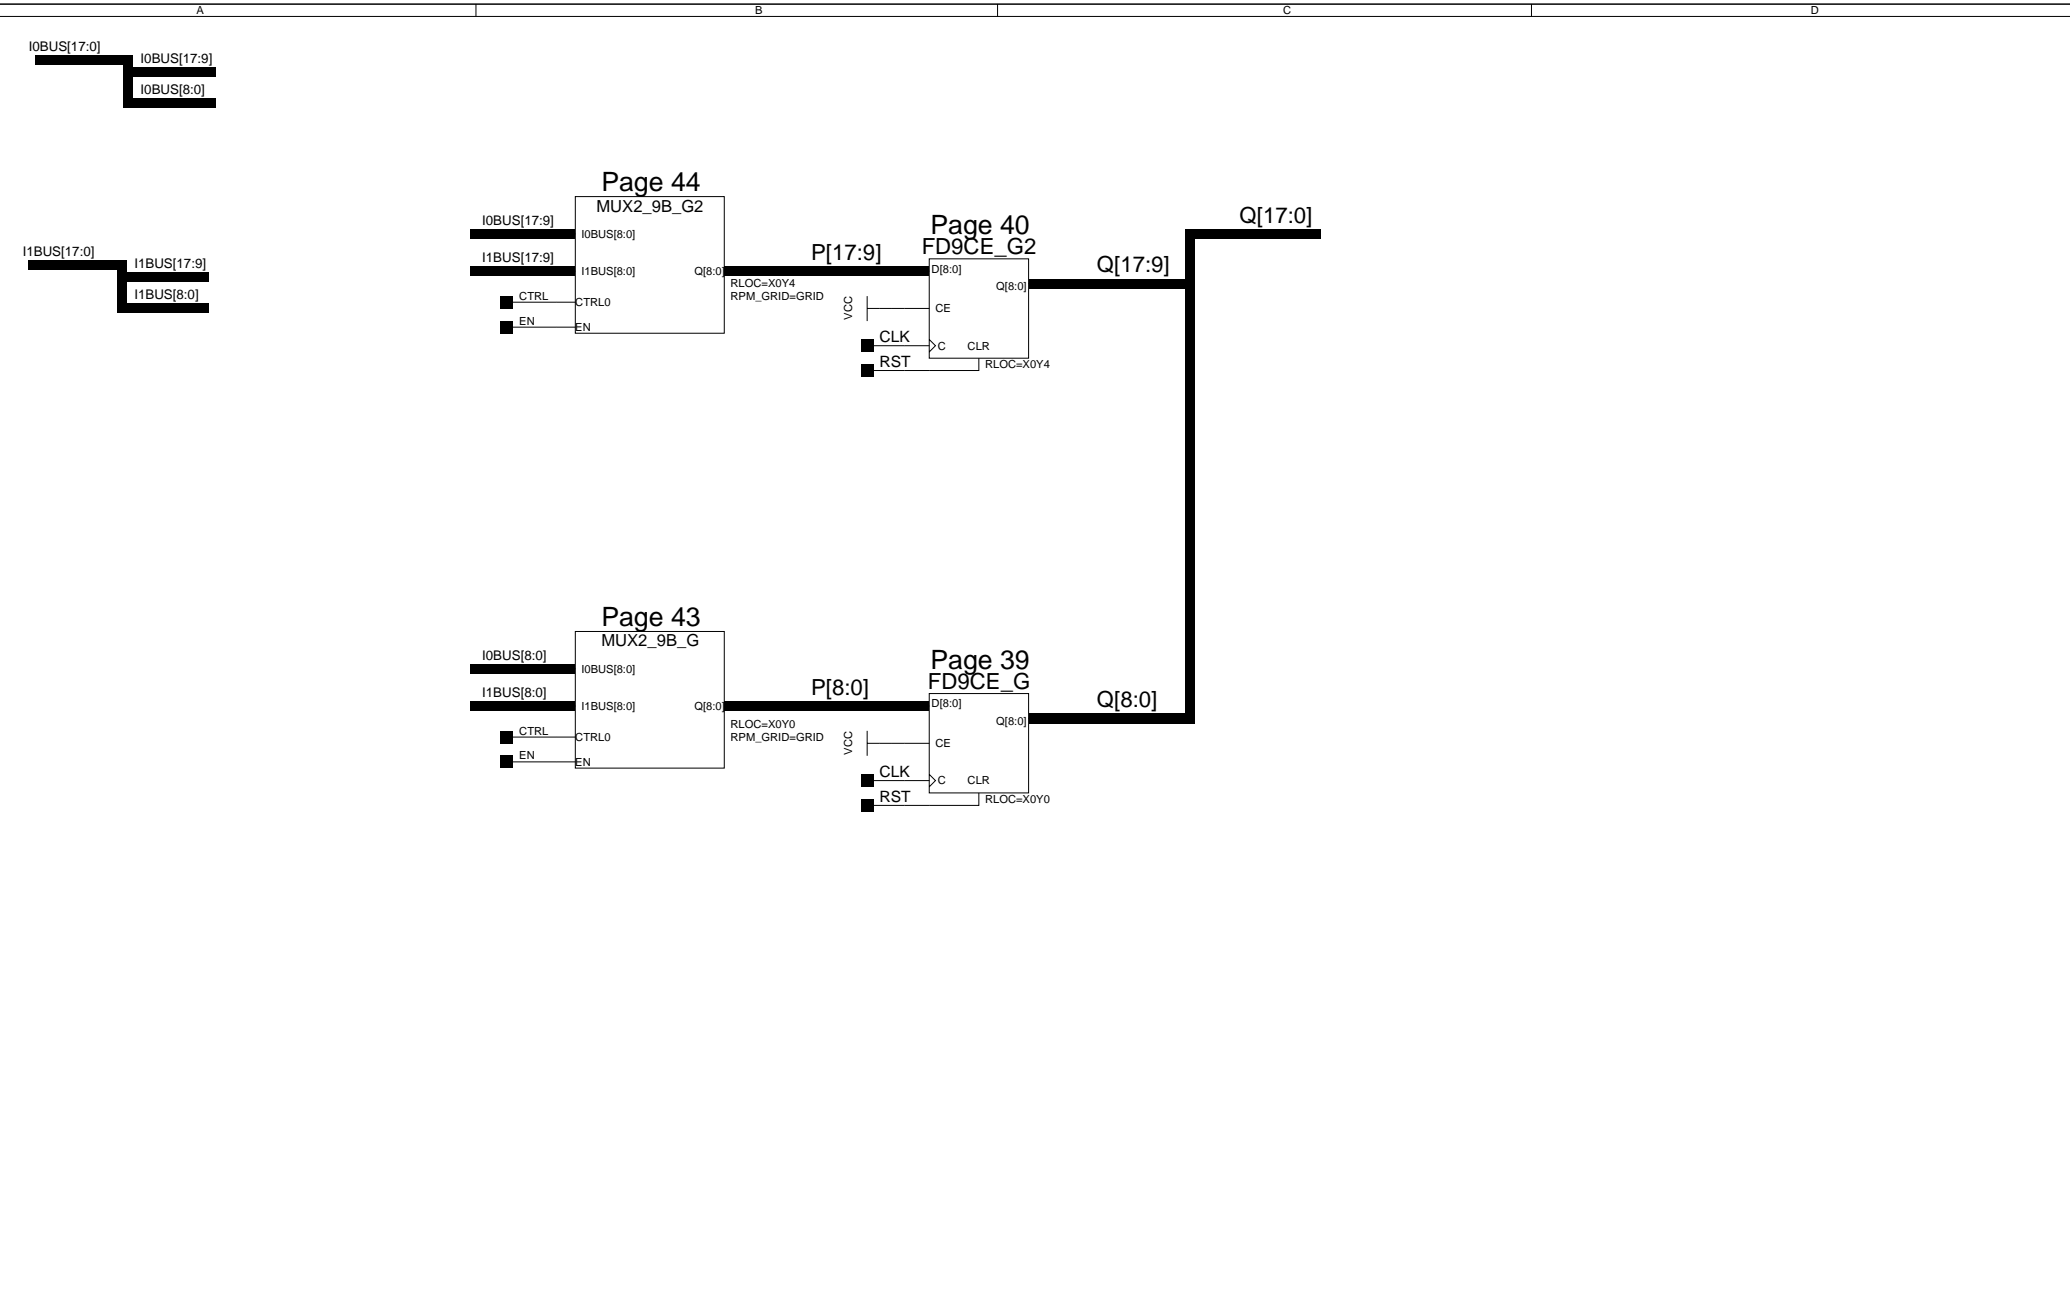 A
B
C
D
I0BUS[17:0]
I0BUS[17:9]
I0BUS[8:0]
I1BUS[17:0]
I1BUS[17:9]
I1BUS[8:0]
Page 44
MUX2_9B_G2
I0BUS[17:9]
I0BUS[8:0]
I1BUS[17:9]
I1BUS[8:0]
Q[8:0]
CTRL
CTRL0
EN
EN
RLOC=X0Y4
RPM_GRID=GRID
P[17:9]
Page 40
FD9CE_G2
D[8:0]
Q[8:0]
VCC
CE
CLK
C
CLR
RST
RLOC=X0Y4
Q[17:9]
Q[17:0]
Page 43
MUX2_9B_G
I0BUS[8:0]
I0BUS[8:0]
I1BUS[8:0]
I1BUS[8:0]
Q[8:0]
CTRL
CTRL0
EN
EN
RLOC=X0Y0
RPM_GRID=GRID
P[8:0]
Page 39
FD9CE_G
D[8:0]
Q[8:0]
VCC
CE
CLK
C
CLR
RST
RLOC=X0Y0
Q[8:0]